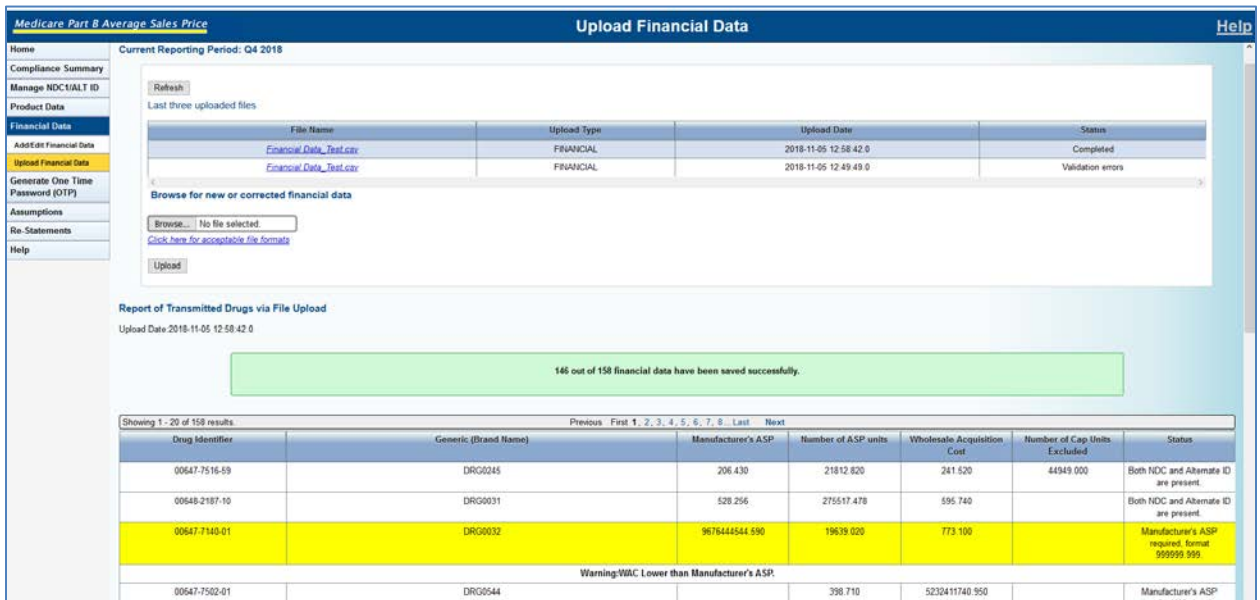 Medicare Part B Average Sales Price
Upload Financial Data
Help
Home
Compliance Summary
Manage NDC1/ALT ID
Product Data
Financial Data
Add/Edit Financial Data
Upload Financial Data
Generate One Time
Password (OTP)
Assumptions
Re-Statements
Help
Current Reporting Period: Q4 2018
Refresh
Last three uploaded files
File Name Upload Type Upload Date Status
Financial Data_Test.csv FINANCIAL 2018-11-05 12:58:42.0 Completed
Financial Data_Test.csv FINANCIAL 2018-11-05 12:49:49.0 Validation errors
Browse for new or corrected financial data
Browse... No file selected.
Click here for acceptable file formats
Upload
Report of Transmitted Drugs via File Upload
Upload Date:2018-11-05 12:58:42.0
146 out of 158 financial data have been saved successfully.
Showing 1 - 20 of 158 results. Previous First 1, 2, 3, 4, 5, 6, 7, 8... Last Next
Drug Identifier Generic (Brand Name) Manufacturer's ASP Number of ASP units Wholesale Acquisition Cost Number of Cap Units Excluded Status
00647-7516-59 DRG0245 206.430 21812.820 241.520 44949.000 Both NDC and Alternate ID are present.
00648-2187-10 DRG0031 528.256 275517.478 595.740 Both NDC and Alternate ID are present.
00647-7140-01 DRG0032 9676444544.590 19639.020 773.100 Manufacturer's ASP required, format 999999.999.
Warning:WAC Lower than Manufacturer's ASP.
00647-7502-01 DRG0544 398.710 5232411740.950 Manufacturer's ASP